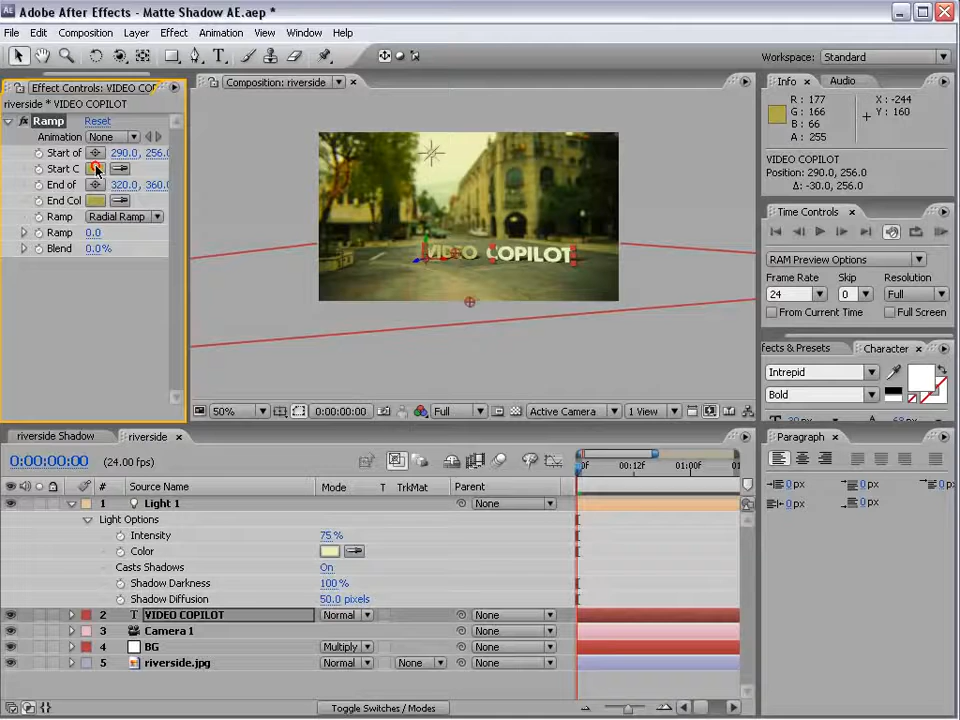 Adobe After Effects - Matte Shadow AE.aep *
File Edit Composition Layer Effect Animation View Window Help
Workspace: Standard
Effect Controls: VIDEO COP
Composition: riverside
Info Audio
riverside * VIDEO COPILOT
Ramp Reset
Animation None
Start of 290.0, 256.0
Start C
End of 320.0, 360.0
End Col
Ramp Radial Ramp
Ramp 0.0
Blend 0.0%
VIDEO COPILOT
R : 177
G : 166
B : 66
A : 255
X : -244
Y : 160
VIDEO COPILOT
Position: 290.0, 256.0
Δ: -30.0, 256.0
Time Controls
RAM Preview Options
Frame Rate Skip Resolution
24 0 Full
From Current Time Full Screen
fects & Presets Character
Intrepid
Bold
50% 0:00:00:00 Full Active Camera 1 View
riverside Shadow riverside
Paragraph
0:00:00:00 (24.00 fps)
0f 00:12f 01:00f 01
# Source Name Mode T TrkMat Parent
1 Light 1 None
Light Options
Intensity 75 %
Color
Casts Shadows On
Shadow Darkness 100 %
Shadow Diffusion 50.0 pixels
2 T VIDEO COPILOT Normal None
3 Camera 1 None
4 BG Multiply None
5 riverside.jpg Normal None None
Toggle Switches / Modes
0 px 0 px 0 px
0 px 0 px